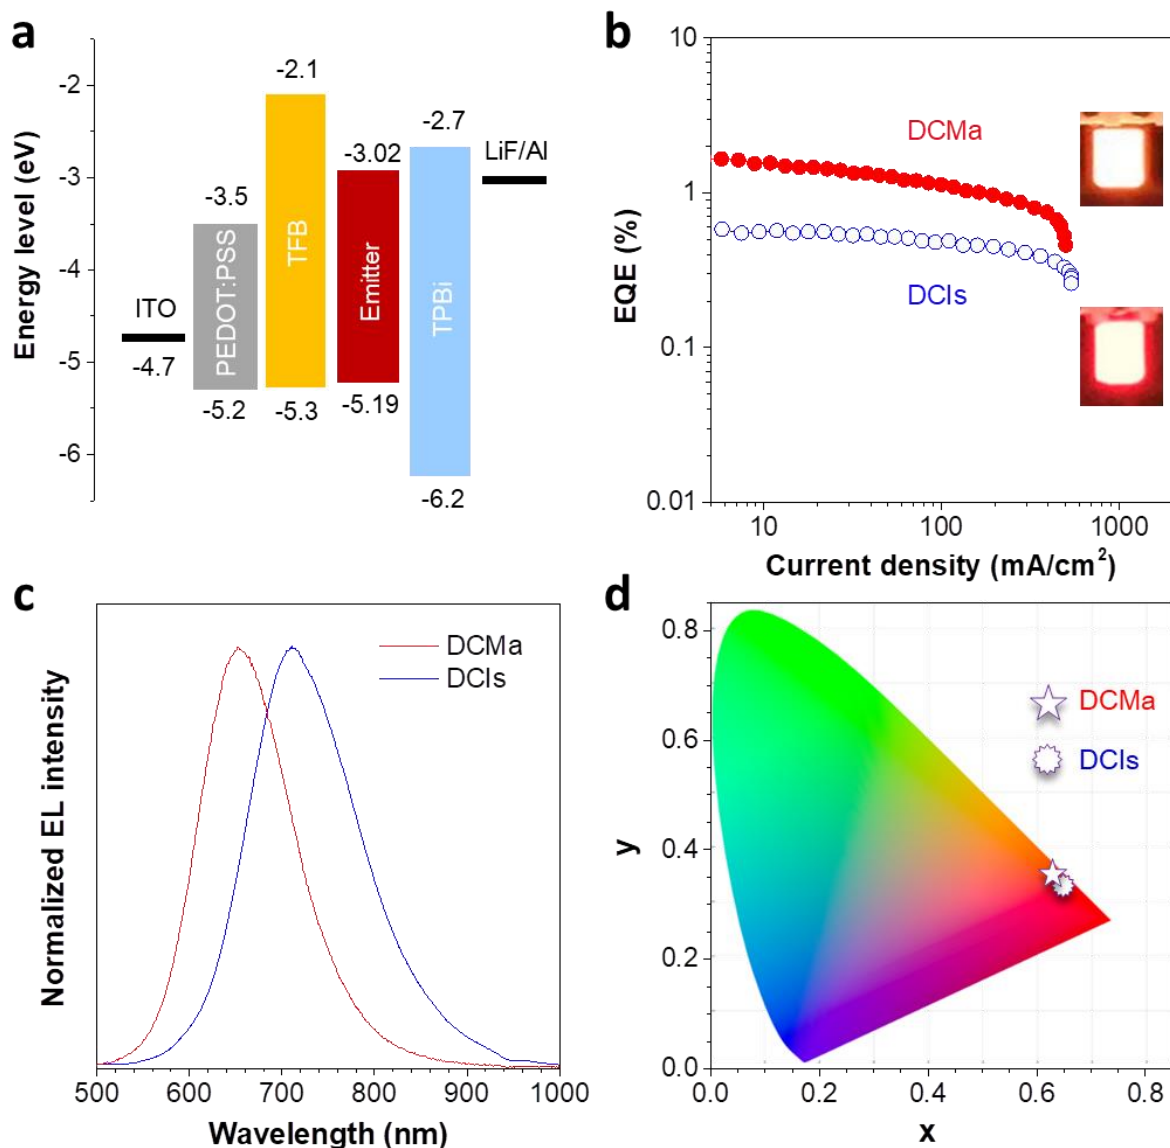 a
Energy level (eV)
-2
-3
-4
-5
-6
ITO
-4.7
-3.5
PEDOT:PSS
-5.2
-2.1
TFB
-5.3
-3.02
Emitter
-5.19
-2.7
TPBi
-6.2
LiF/Al
b
EQE (%)
10
1
0.1
0.01
DCMa
DCIs
10
100
1000
Current density (mA/cm²)
c
Normalized EL intensity
DCMa
DCIs
500
600
700
800
900
1000
Wavelength (nm)
d
y
0.8
0.6
0.4
0.2
0.0
DCMa
DCIs
0.0
0.2
0.4
0.6
0.8
x